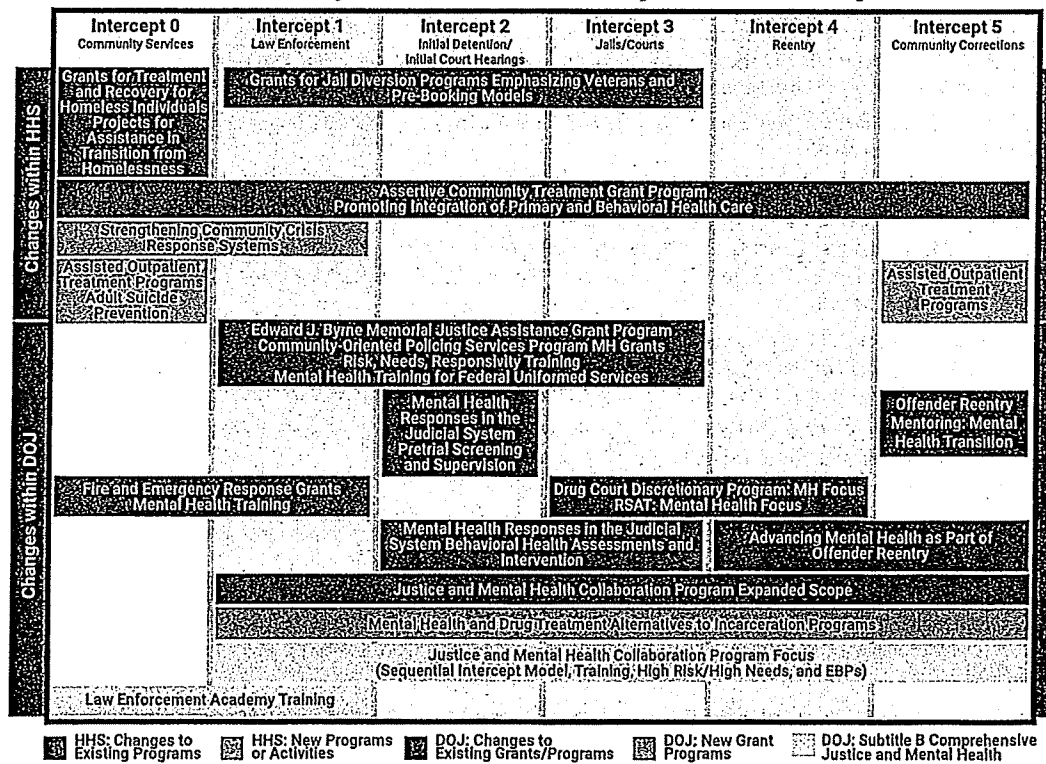 Intercept 0
Community Services
Intercept 1
Law Enforcement
Intercept 2
Initial Detention/
Initial Court Hearings
Intercept 3
Jails/Courts
Intercept 4
Reentry
Intercept 5
Community Corrections
Changes within HHS
Grants for Treatment
and Recovery for
Homeless Individuals
Projects for
Assistance in
Transition from
Homelessness
Grants for Jail Diversion Programs Emphasizing Veterans and
Pre-Booking Models
Assertive Community Treatment Grant Program
Promoting Integration of Primary and Behavioral Health Care
Strengthening Community Crisis
Response Systems
Assisted Outpatient
Treatment Programs
Adult Suicide
Prevention
Assisted Outpatient
Treatment
Programs
Changes within DOJ
Edward J. Byrne Memorial Justice Assistance Grant Program
Community-Oriented Policing Services Program MH Grants
Risk, Needs, Responsivity Training
Mental Health Training for Federal Uniformed Services
Mental Health
Responses in the
Judicial System
Pretrial Screening
and Supervision
Offender Reentry
Mentoring: Mental
Health Transition
Fire and Emergency Response Grants
Mental Health Training
Drug Court Discretionary Program: MH Focus
RSAT: Mental Health Focus
Mental Health Responses in the Judicial
System Behavioral Health Assessments and
Intervention
Advancing Mental Health as Part of
Offender Reentry
Justice and Mental Health Collaboration Program Expanded Scope
Mental Health and Drug Treatment Alternatives to Incarceration Programs
Justice and Mental Health Collaboration Program Focus
(Sequential Intercept Model, Training, High Risk/High Needs, and EBPs)
Law Enforcement Academy Training
HHS: Changes to
Existing Programs
HHS: New Programs
or Activities
DOJ: Changes to
Existing Grants/Programs
DOJ: New Grant
Programs
DOJ: Subtitle B Comprehensive
Justice and Mental Health